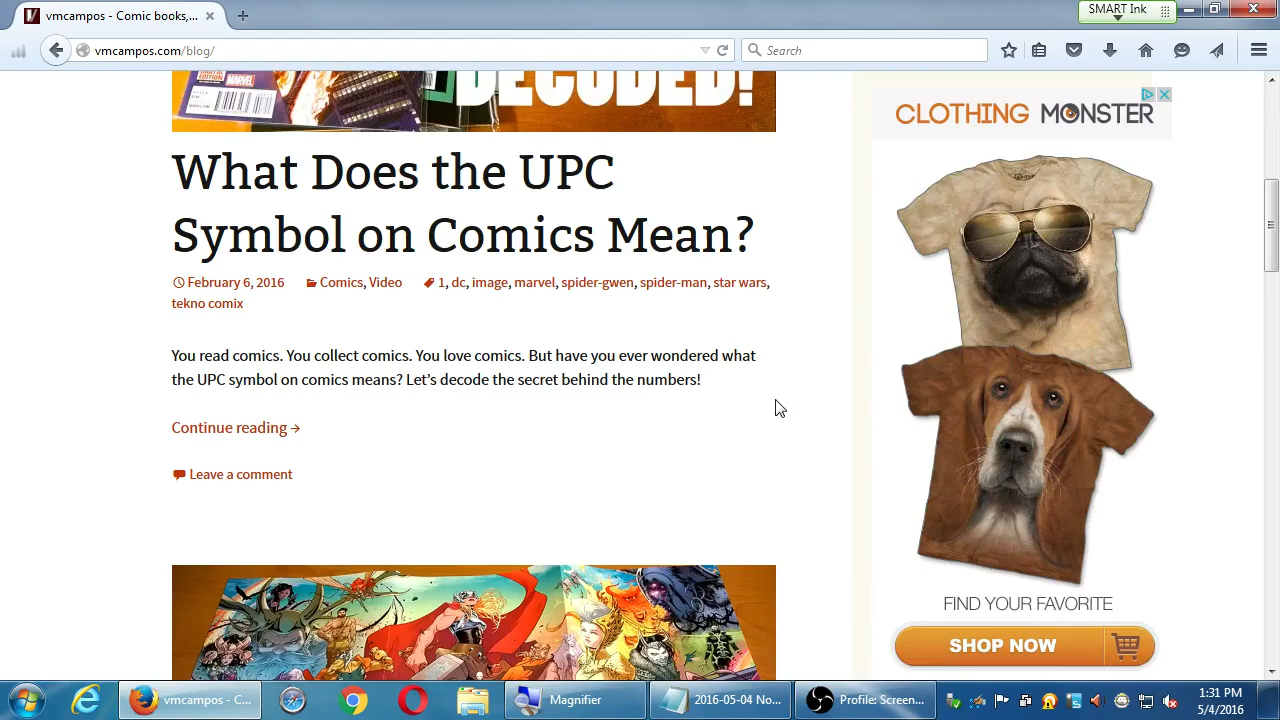 vmcampos - Comic books,...
SMART Ink
vmcampos.com/blog/
Search
DIGITAL EDITION
MARVEL
DECODED!
What Does the UPC
Symbol on Comics Mean?
February 6, 2016 Comics, Video 1, dc, image, marvel, spider-gwen, spider-man, star wars,
tekno comix
You read comics. You collect comics. You love comics. But have you ever wondered what
the UPC symbol on comics means? Let’s decode the secret behind the numbers!
Continue reading →
Leave a comment
CLOTHING MONSTER
FIND YOUR FAVORITE
SHOP NOW
vmcampos - C...
Magnifier
2016-05-04 No...
Profile: Screen...
1:31 PM
5/4/2016